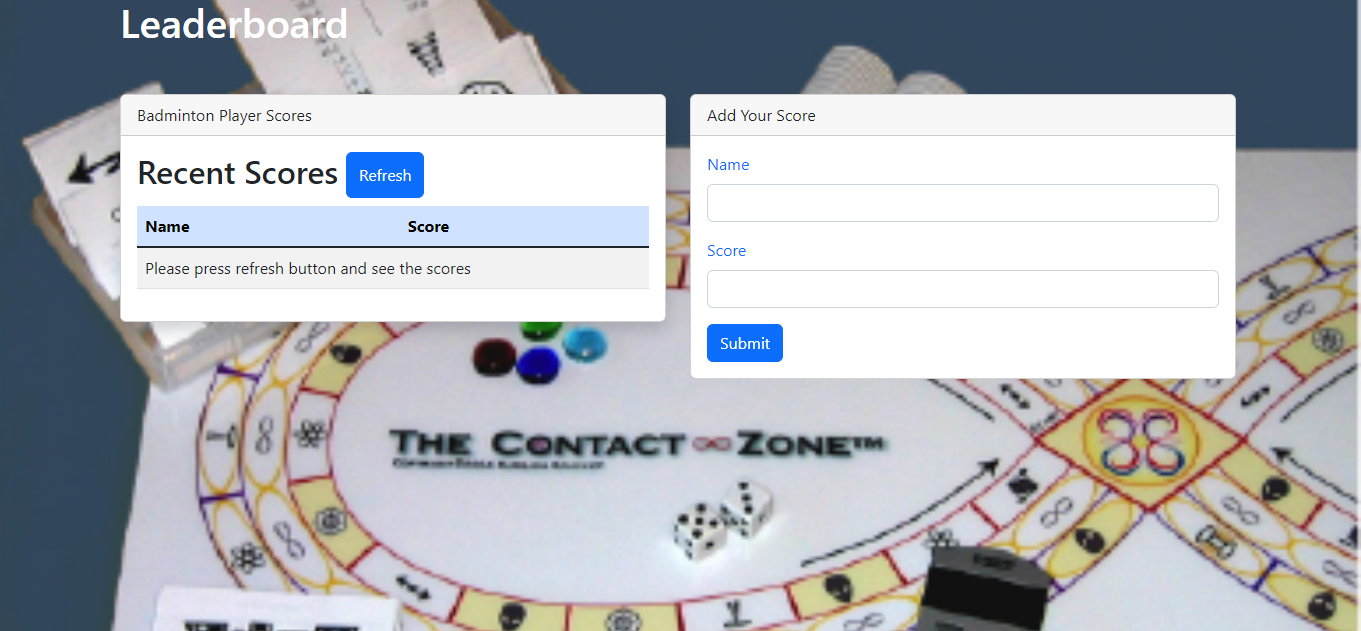 Leaderboard
Badminton Player Scores
Recent Scores Refresh
Name Score
Please press refresh button and see the scores
Add Your Score
Name
Score
Submit
THE CONTACT ZONE™